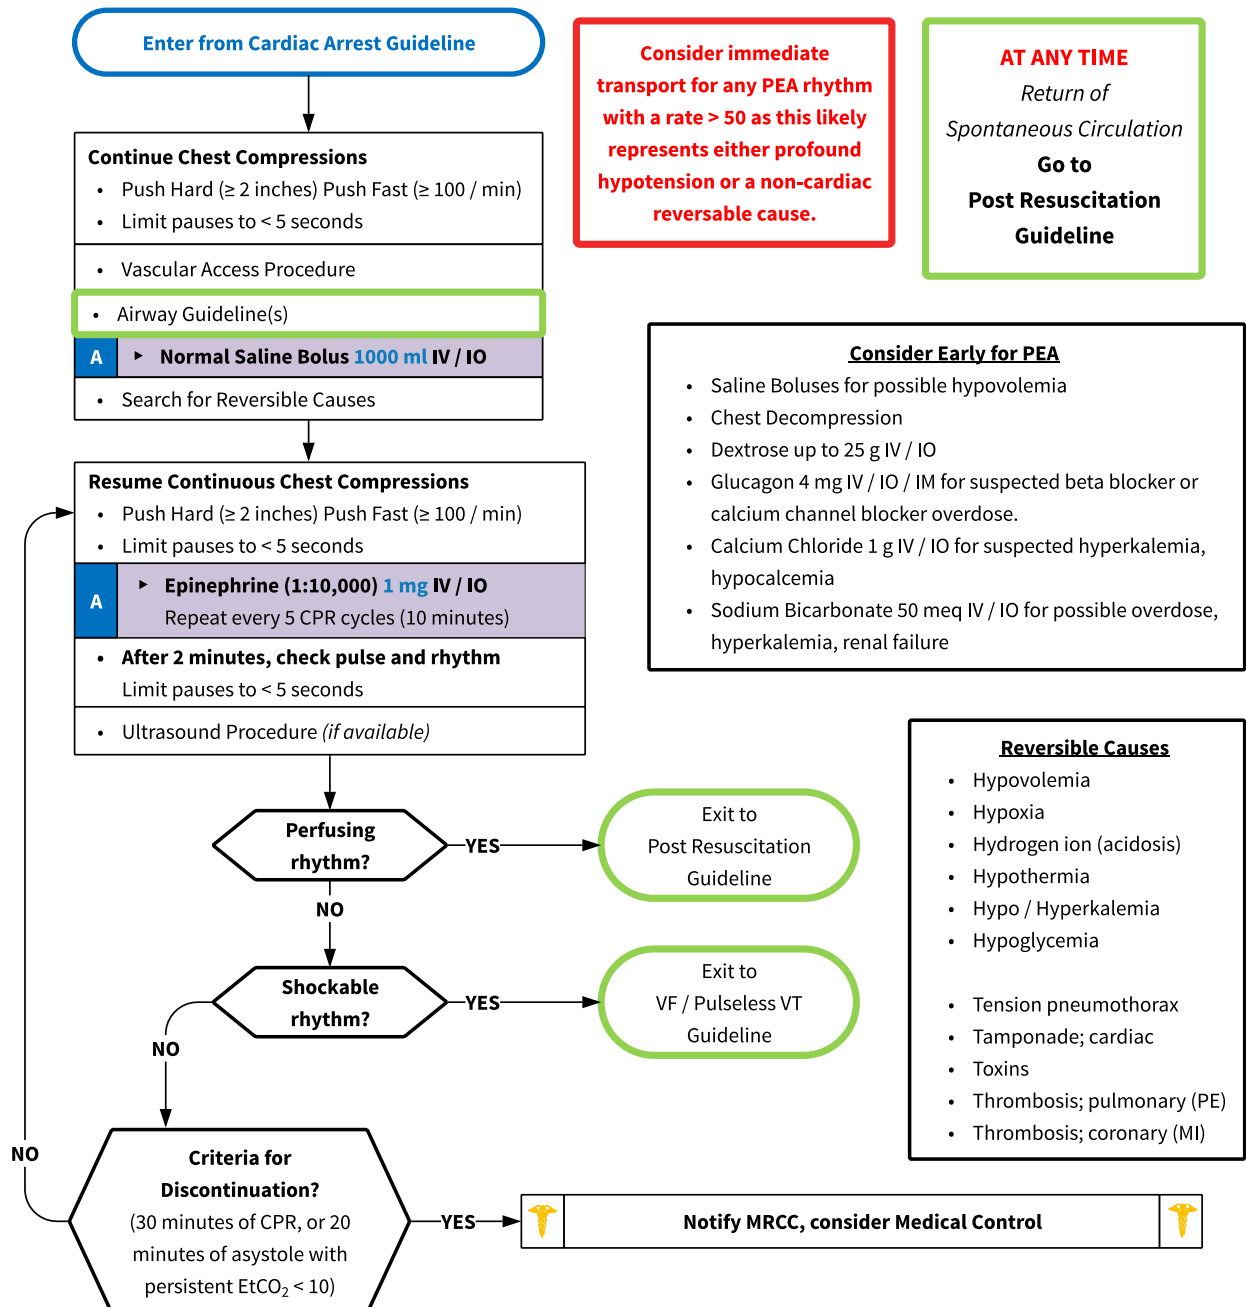 Enter from Cardiac Arrest Guideline
Consider immediate
transport for any PEA rhythm
with a rate > 50 as this likely
represents either profound
hypotension or a non-cardiac
reversable cause.
AT ANY TIME
Return of
Spontaneous Circulation
Go to
Post Resuscitation
Guideline
Continue Chest Compressions
• Push Hard (≥ 2 inches) Push Fast (≥ 100 / min)
• Limit pauses to < 5 seconds
• Vascular Access Procedure
• Airway Guideline(s)
A ▸ Normal Saline Bolus 1000 ml IV / IO
• Search for Reversible Causes
Consider Early for PEA
• Saline Boluses for possible hypovolemia
• Chest Decompression
• Dextrose up to 25 g IV / IO
• Glucagon 4 mg IV / IO / IM for suspected beta blocker or
calcium channel blocker overdose.
• Calcium Chloride 1 g IV / IO for suspected hyperkalemia,
hypocalcemia
• Sodium Bicarbonate 50 meq IV / IO for possible overdose,
hyperkalemia, renal failure
Resume Continuous Chest Compressions
• Push Hard (≥ 2 inches) Push Fast (≥ 100 / min)
• Limit pauses to < 5 seconds
A ▸ Epinephrine (1:10,000) 1 mg IV / IO
Repeat every 5 CPR cycles (10 minutes)
• After 2 minutes, check pulse and rhythm
Limit pauses to < 5 seconds
• Ultrasound Procedure (if available)
Reversible Causes
• Hypovolemia
• Hypoxia
• Hydrogen ion (acidosis)
• Hypothermia
• Hypo / Hyperkalemia
• Hypoglycemia
• Tension pneumothorax
• Tamponade; cardiac
• Toxins
• Thrombosis; pulmonary (PE)
• Thrombosis; coronary (MI)
Perfusing
rhythm?
YES
Exit to
Post Resuscitation
Guideline
NO
Shockable
rhythm?
YES
Exit to
VF / Pulseless VT
Guideline
NO
NO
Criteria for
Discontinuation?
(30 minutes of CPR, or 20
minutes of asystole with
persistent EtCO₂ < 10)
YES
Notify MRCC, consider Medical Control